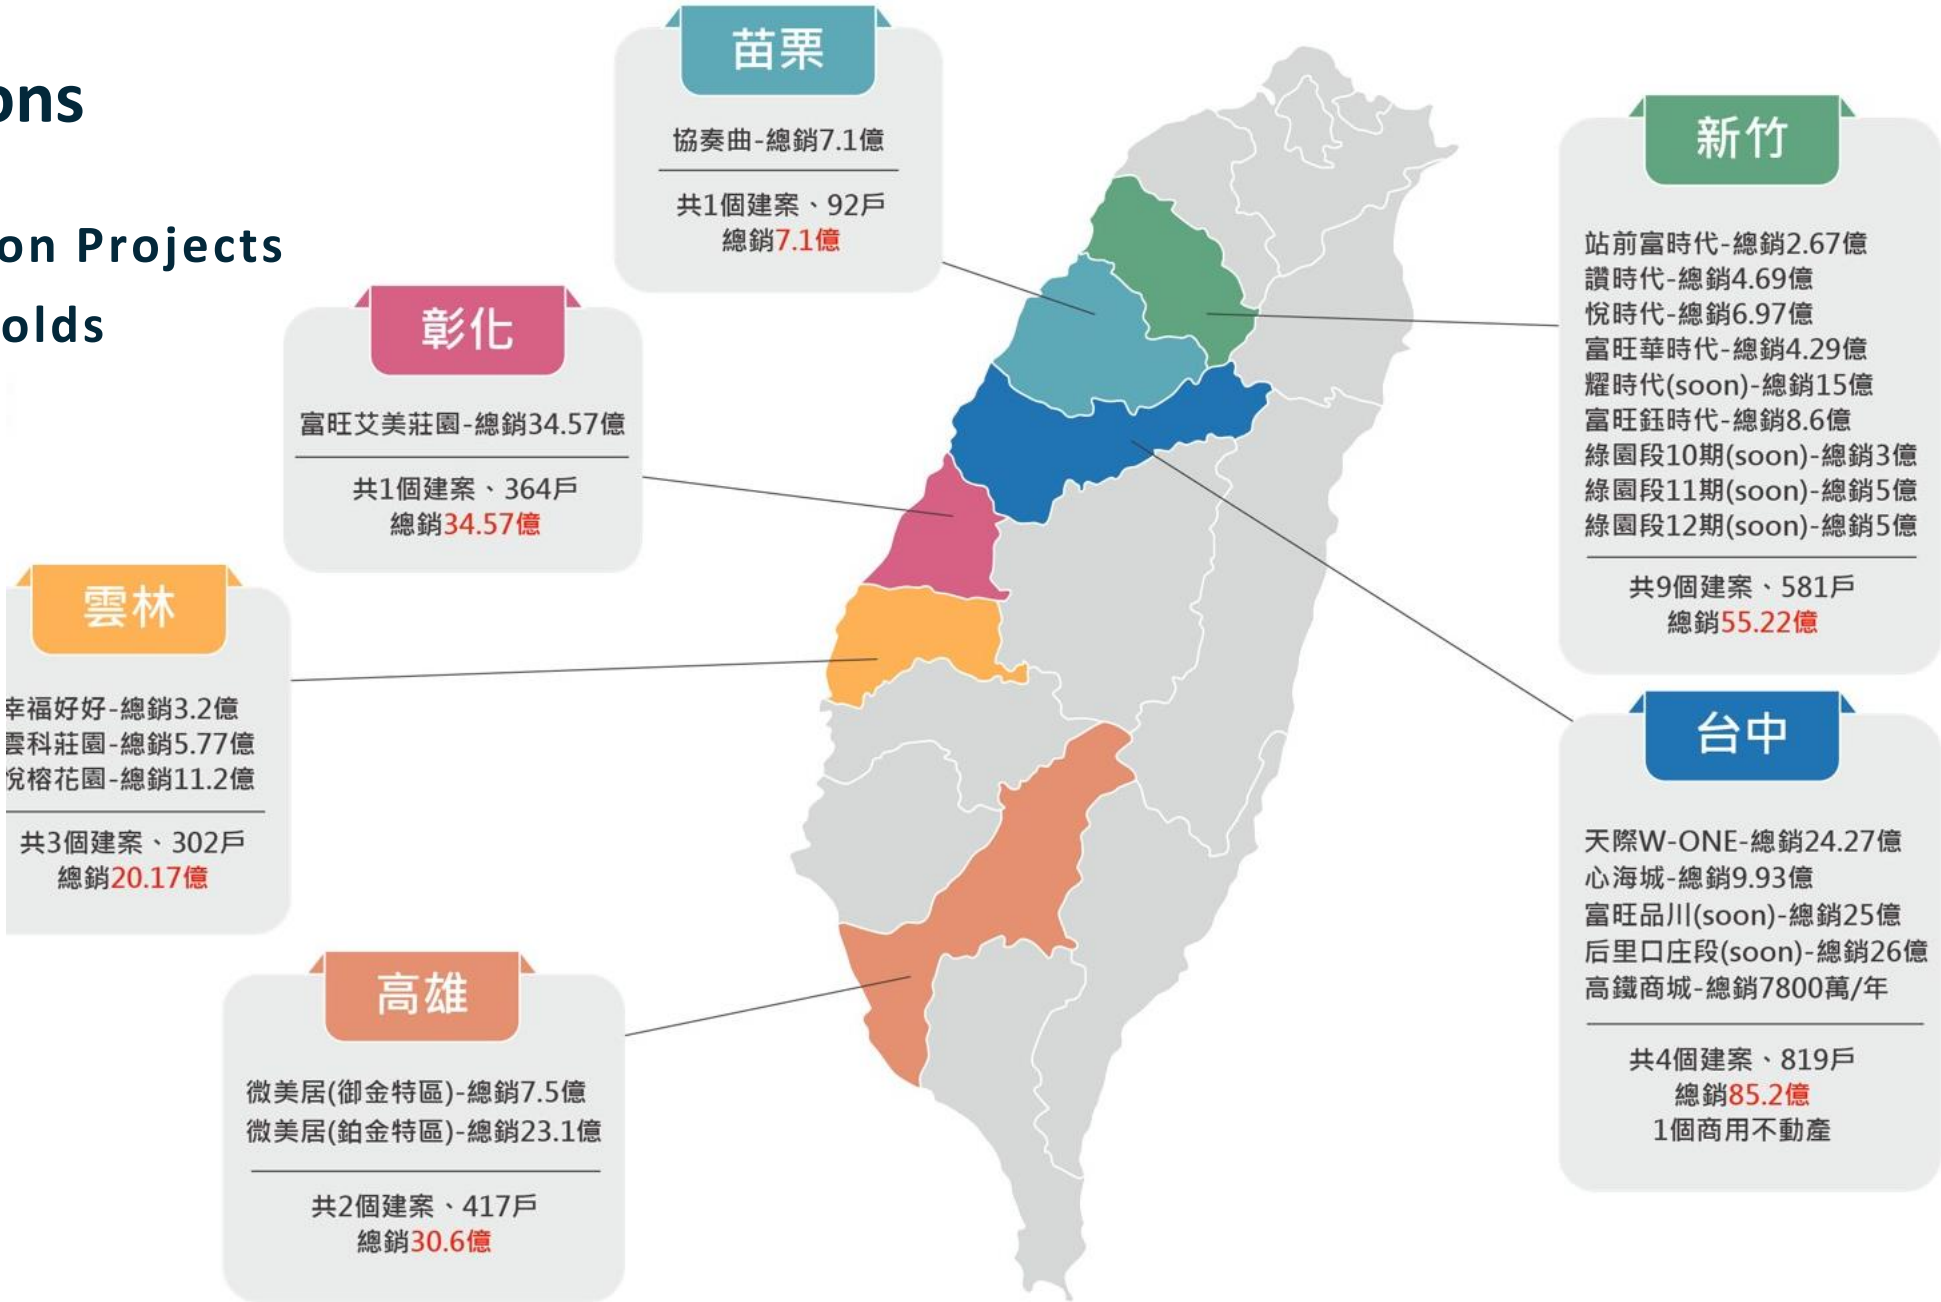 ons
on Projects
olds
苗栗
協奏曲-總銷7.1億
共1個建案、92戶
總銷7.1億
新竹
站前富時代-總銷2.67億
讚時代-總銷4.69億
悅時代-總銷6.97億
富旺華時代-總銷4.29億
耀時代(soon)-總銷15億
富旺鈺時代-總銷8.6億
綠園段10期(soon)-總銷3億
綠園段11期(soon)-總銷5億
綠園段12期(soon)-總銷5億
共9個建案、581戶
總銷55.22億
彰化
富旺艾美莊園-總銷34.57億
共1個建案、364戶
總銷34.57億
雲林
幸福好好-總銷3.2億
雲科莊園-總銷5.77億
悅榕花園-總銷11.2億
共3個建案、302戶
總銷20.17億
台中
天際W-ONE-總銷24.27億
心海城-總銷9.93億
富旺品川(soon)-總銷25億
后里口庄段(soon)-總銷26億
高鐵商城-總銷7800萬/年
共4個建案、819戶
總銷85.2億
1個商用不動產
高雄
微美居(御金特區)-總銷7.5億
微美居(鉑金特區)-總銷23.1億
共2個建案、417戶
總銷30.6億